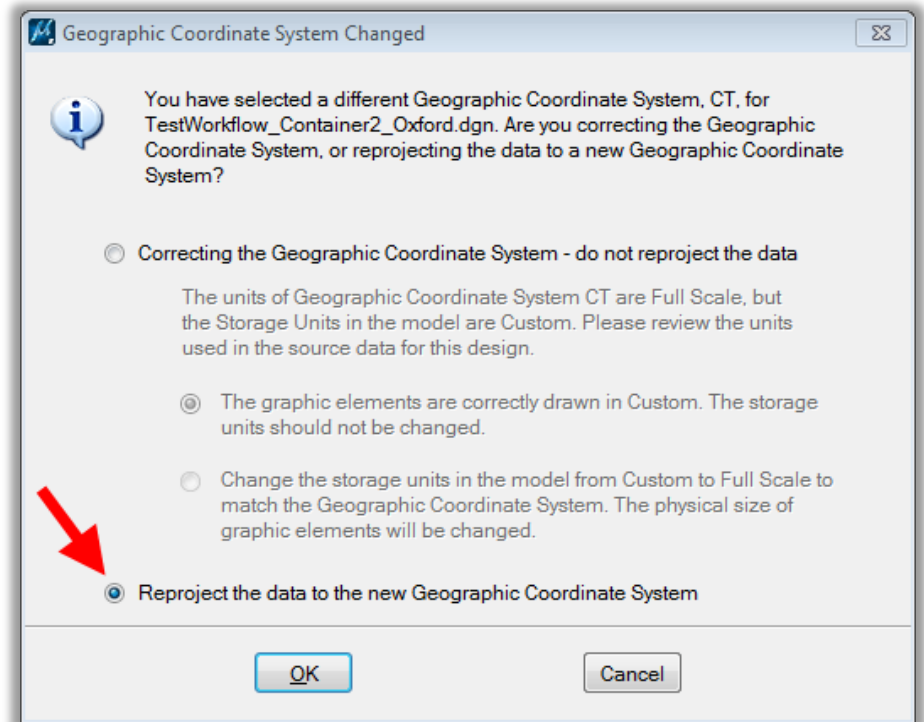 Geographic Coordinate System Changed
You have selected a different Geographic Coordinate System, CT, for
TestWorkflow_Container2_Oxford.dgn. Are you correcting the Geographic
Coordinate System, or reprojecting the data to a new Geographic Coordinate
System?
Correcting the Geographic Coordinate System - do not reproject the data
The units of Geographic Coordinate System CT are Full Scale, but
the Storage Units in the model are Custom. Please review the units
used in the source data for this design.
The graphic elements are correctly drawn in Custom. The storage
units should not be changed.
Change the storage units in the model from Custom to Full Scale to
match the Geographic Coordinate System. The physical size of
graphic elements will be changed.
Reproject the data to the new Geographic Coordinate System
OK Cancel